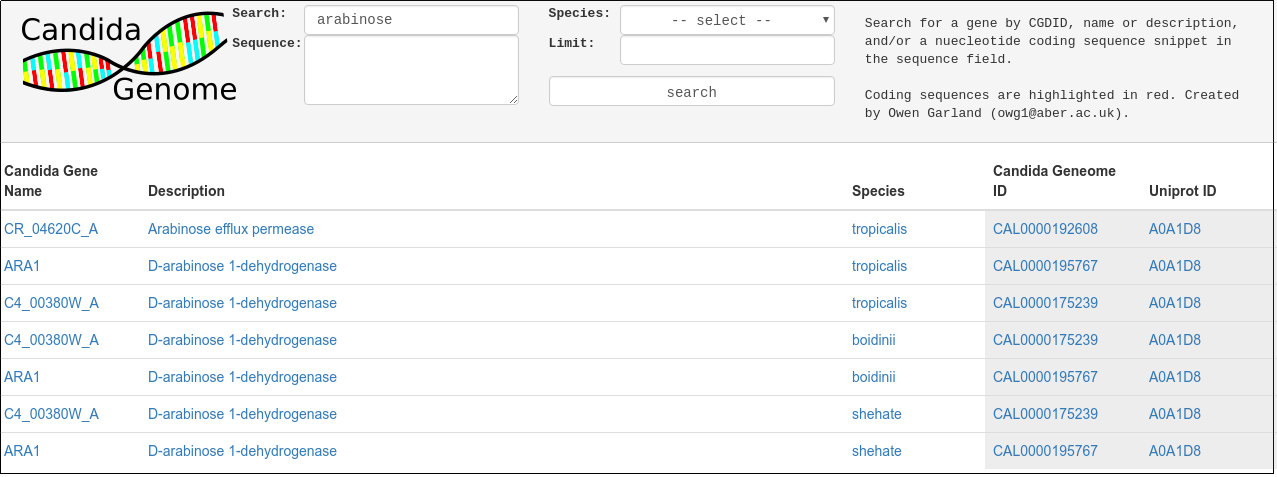 Candida
Genome
Search: arabinose
Sequence:
Species: -- select --
Limit:
search
Search for a gene by CGDID, name or description,
and/or a nuecleotide coding sequence snippet in
the sequence field.
Coding sequences are highlighted in red. Created
by Owen Garland (owg1@aber.ac.uk).
Candida Gene Name Description Species Candida Geneome ID Uniprot ID
CR_04620C_A Arabinose efflux permease tropicalis CAL0000192608 A0A1D8
ARA1 D-arabinose 1-dehydrogenase tropicalis CAL0000195767 A0A1D8
C4_00380W_A D-arabinose 1-dehydrogenase tropicalis CAL0000175239 A0A1D8
C4_00380W_A D-arabinose 1-dehydrogenase boidinii CAL0000175239 A0A1D8
ARA1 D-arabinose 1-dehydrogenase boidinii CAL0000195767 A0A1D8
C4_00380W_A D-arabinose 1-dehydrogenase shehate CAL0000175239 A0A1D8
ARA1 D-arabinose 1-dehydrogenase shehate CAL0000195767 A0A1D8